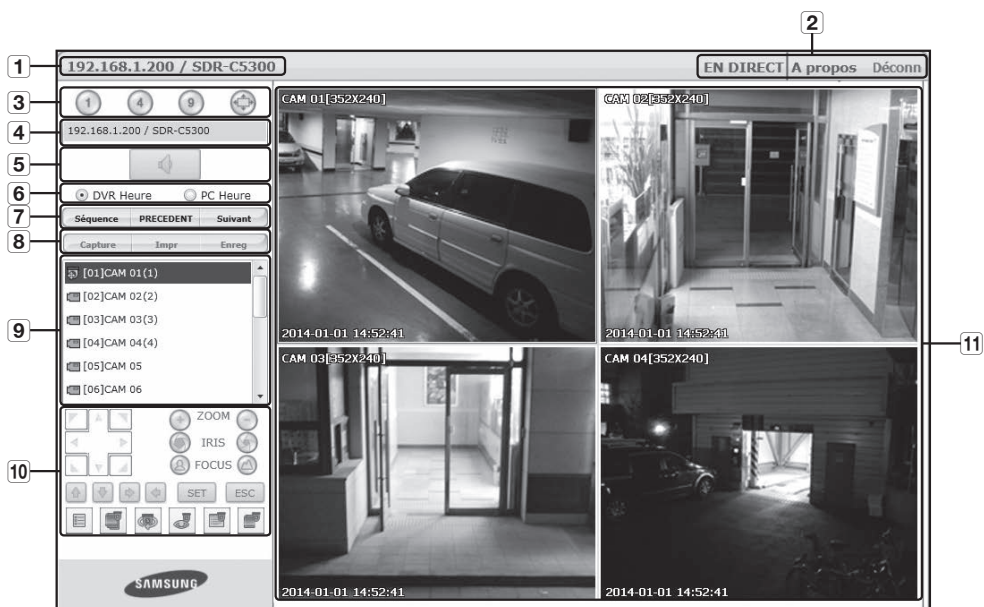 2
1
192.168.1.200 / SDR-C5300
EN DIRECT A propos Déconn
3
1 4 9
4
192.168.1.200 / SDR-C5300
5
6
DVR Heure PC Heure
7
Séquence PRECEDENT Suivant
8
Capture Impr Enreg
9
[01]CAM 01(1)
[02]CAM 02(2)
[03]CAM 03(3)
[04]CAM 04(4)
[05]CAM 05
[06]CAM 06
10
ZOOM
IRIS
FOCUS
SET ESC
SAMSUNG
CAM 01[352X240]
2014-01-01 14:52:41
CAM 02[352X240]
2014-01-01 14:52:41
CAM 03[352X240]
2014-01-01 14:52:41
CAM 04[352X240]
2014-01-01 14:52:41
11